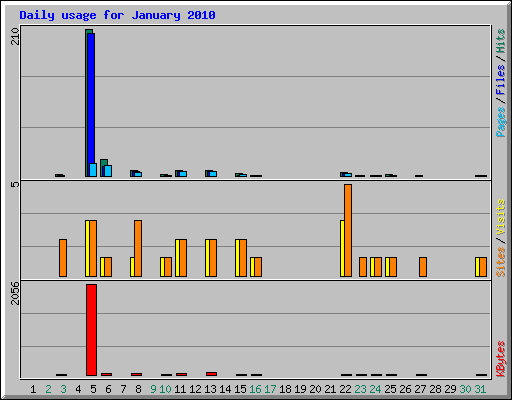 Daily usage for January 2010
210
Pages/Files/Hits
5
Sites/Visits
2056
KBytes
1 2 3 4 5 6 7 8 9 10 11 12 13 14 15 16 17 18 19 20 21 22 23 24 25 26 27 28 29 30 31